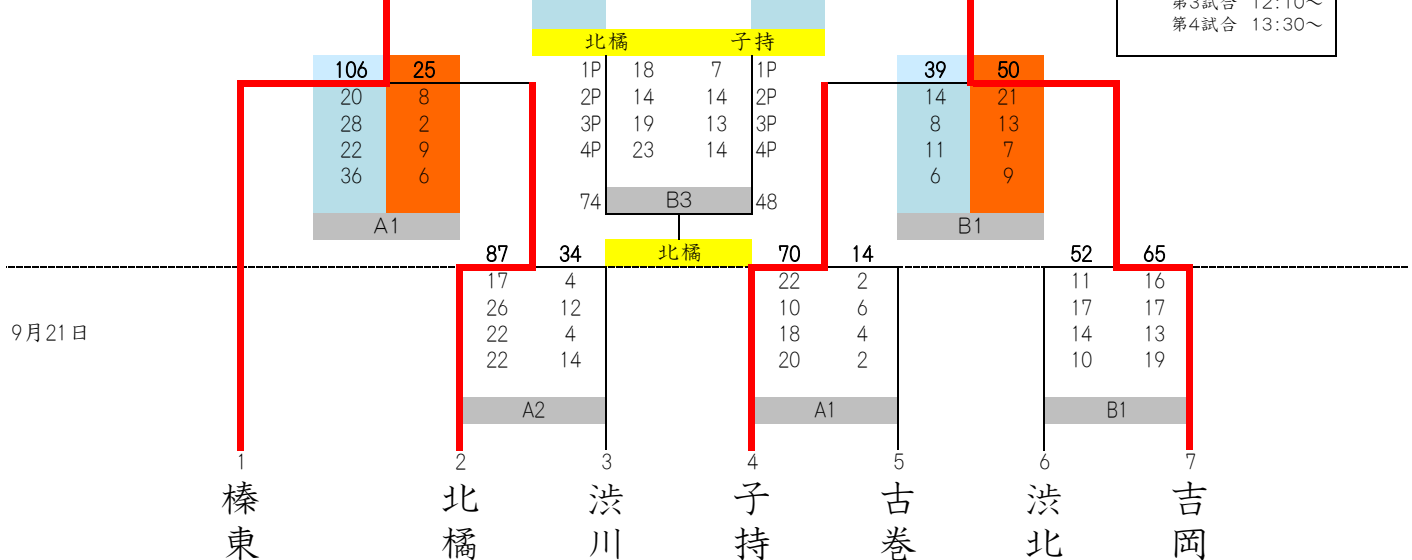 第3試合 12:10～
第4試合 13:30～
北橘 子持
106 25
20 8
28 2
22 9
36 6
A1
1P 18 7 1P
2P 14 14 2P
3P 19 13 3P
4P 23 14 4P
74 B3 48
北橘
39 50
14 21
8 13
11 7
6 9
B1
87 34
17 4
26 12
22 4
22 14
A2
70 14
22 2
10 6
18 4
20 2
A1
52 65
11 16
17 17
14 13
10 19
B1
9月21日
1 2 3 4 5 6 7
榛東
北橘
渋川
子持
古巻
渋北
吉岡